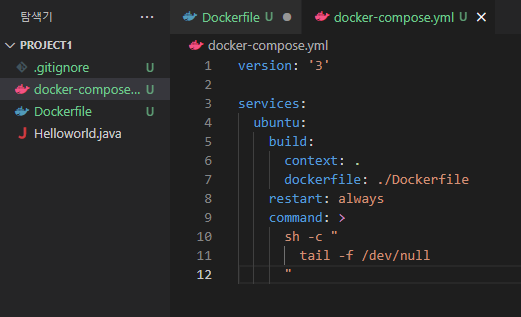 탐색기
···
Dockerfile U
docker-compose.yml U
PROJECT1
.gitignore U
docker-compose... U
Dockerfile U
Helloworld.java
docker-compose.yml
1 version: '3'
2
3 services:
4 ubuntu:
5 build:
6 context: .
7 dockerfile: ./Dockerfile
8 restart: always
9 command: >
10 sh -c "
11 tail -f /dev/null
12 "